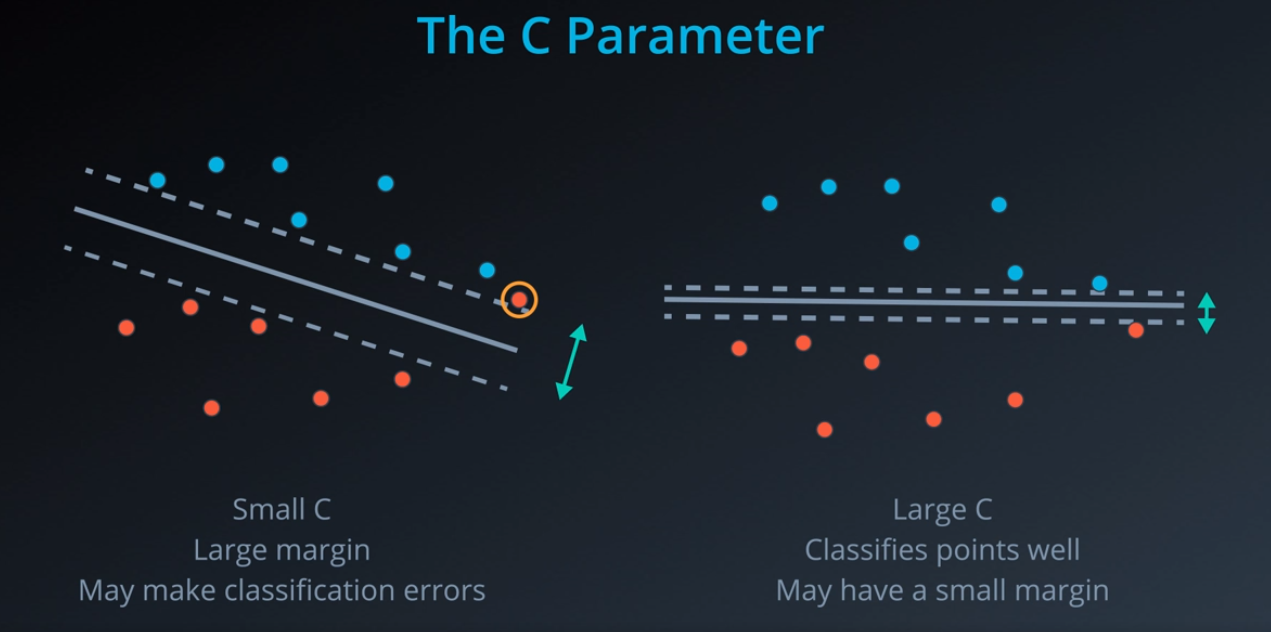 The C Parameter
Small C
Large margin
May make classification errors
Large C
Classifies points well
May have a small margin